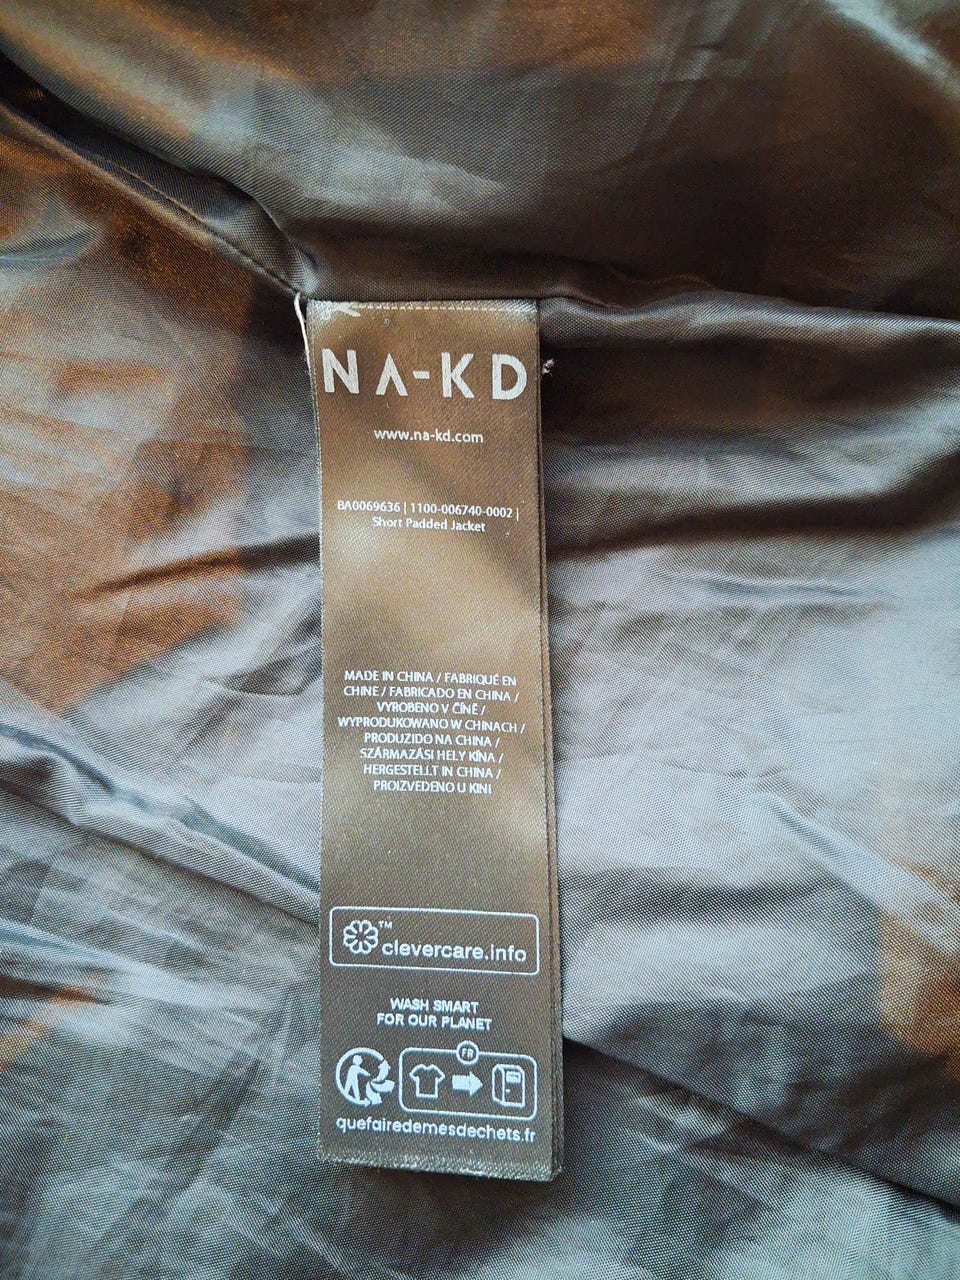 NA-KD
www.na-kd.com
BA0069636 | 1100-006740-0002 |
Short Padded Jacket
MADE IN CHINA / FABRIQUÉ EN
CHINE / FABRICADO EN CHINA /
VYROBENO V ČÍNĚ /
WYPRODUKOWANO W CHINACH /
PRODUZIDO NA CHINA /
SZÁRMAZÁSI HELY KÍNA /
HERGESTELLT IN CHINA /
PROIZVEDENO U KINI
TM
clevercare.info
WASH SMART
FOR OUR PLANET
FR
quefairedemesdechets.fr